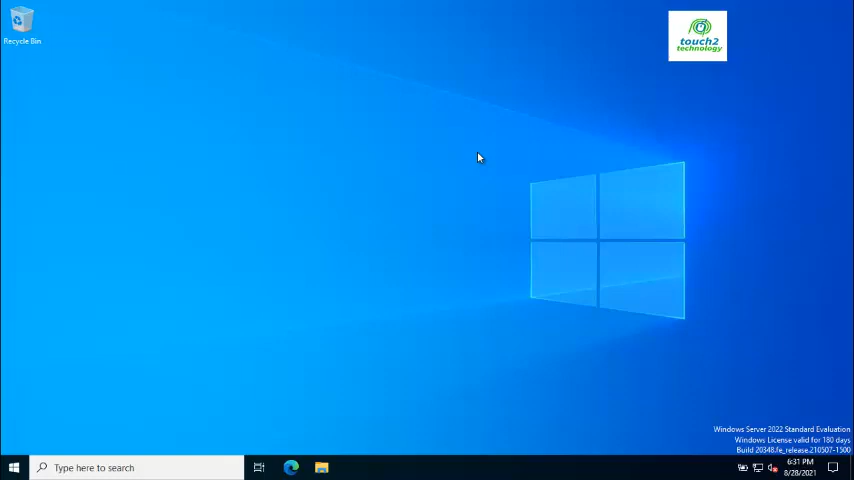 Recycle Bin
touch2
technology
Windows Server 2022 Standard Evaluation
Windows License valid for 180 days
Build 20348.fe_release.210507-1500
Type here to search
6:31 PM
8/28/2021